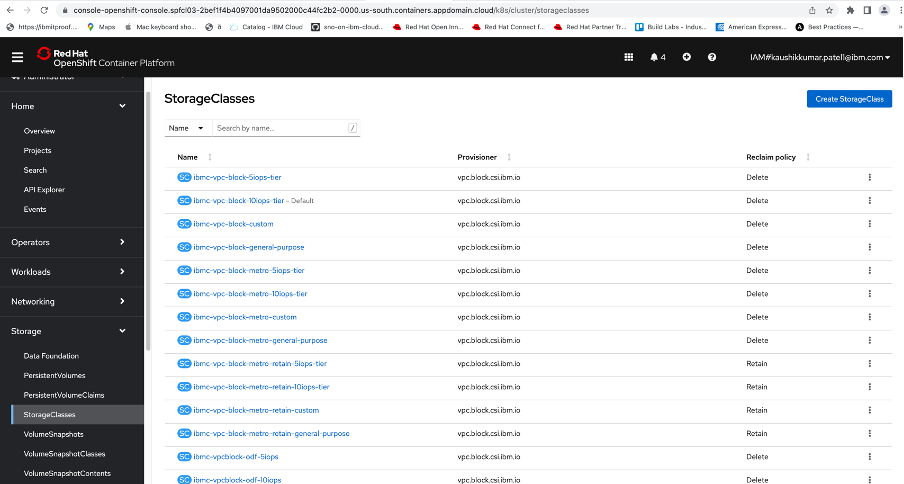 console-openshift-console.spfcl03-2bef1f4b4097001da9502000c44fc2b2-0000.us-south.containers.appdomain.cloud/k8s/cluster/storageclasses
https://ibmitproof.... Maps Mac keyboard sho... ð Catalog - IBM Cloud sno-on-ibm-cloud... Red Hat Open Inn... Red Hat Connect f... Red Hat Partner Tr... Build Labs - Indus... American Express... Best Practices —...
Red Hat
OpenShift Container Platform
4
IAM#kaushikkumar.patel1@ibm.com
Administrator
Home
Overview
Projects
Search
API Explorer
Events
Operators
Workloads
Networking
Storage
Data Foundation
PersistentVolumes
PersistentVolumeClaims
StorageClasses
VolumeSnapshots
VolumeSnapshotClasses
VolumeSnapshotContents
StorageClasses
Create StorageClass
Name Search by name... /
Name Provisioner Reclaim policy
SC ibmc-vpc-block-5iops-tier vpc.block.csi.ibm.io Delete
SC ibmc-vpc-block-10iops-tier – Default vpc.block.csi.ibm.io Delete
SC ibmc-vpc-block-custom vpc.block.csi.ibm.io Delete
SC ibmc-vpc-block-general-purpose vpc.block.csi.ibm.io Delete
SC ibmc-vpc-block-metro-5iops-tier vpc.block.csi.ibm.io Delete
SC ibmc-vpc-block-metro-10iops-tier vpc.block.csi.ibm.io Delete
SC ibmc-vpc-block-metro-custom vpc.block.csi.ibm.io Delete
SC ibmc-vpc-block-metro-general-purpose vpc.block.csi.ibm.io Delete
SC ibmc-vpc-block-metro-retain-5iops-tier vpc.block.csi.ibm.io Retain
SC ibmc-vpc-block-metro-retain-10iops-tier vpc.block.csi.ibm.io Retain
SC ibmc-vpc-block-metro-retain-custom vpc.block.csi.ibm.io Retain
SC ibmc-vpc-block-metro-retain-general-purpose vpc.block.csi.ibm.io Retain
SC ibmc-vpcblock-odf-5iops vpc.block.csi.ibm.io Delete
SC ibmc-vpcblock-odf-10iops vpc.block.csi.ibm.io Delete